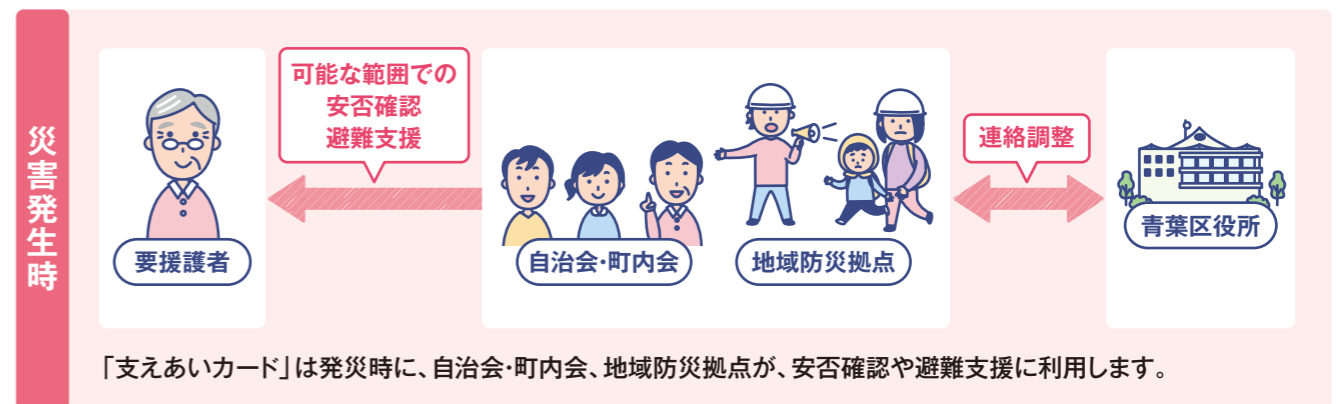 災害発生時
可能な範囲での
安否確認
避難支援
連絡調整
要援護者
自治会・町内会
地域防災拠点
青葉区役所
「支えあいカード」は発災時に、自治会・町内会、地域防災拠点が、安否確認や避難支援に利用します。